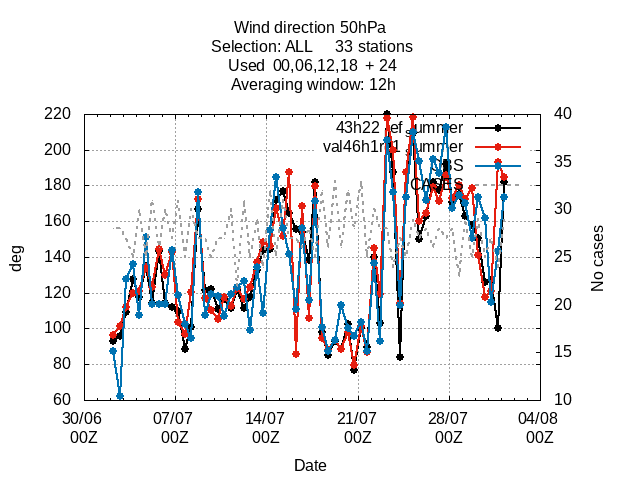 Wind direction 50hPa
Selection: ALL 33 stations
Used 00,06,12,18 + 24
Averaging window: 12h
220
200
180
160
140
120
100
80
60
40
35
30
25
20
15
10
deg
No cases
43h22 ref_summer
summer
CASES
30/06 07/07 14/07 21/07 28/07 04/08
00Z 00Z 00Z 00Z 00Z 00Z
Date